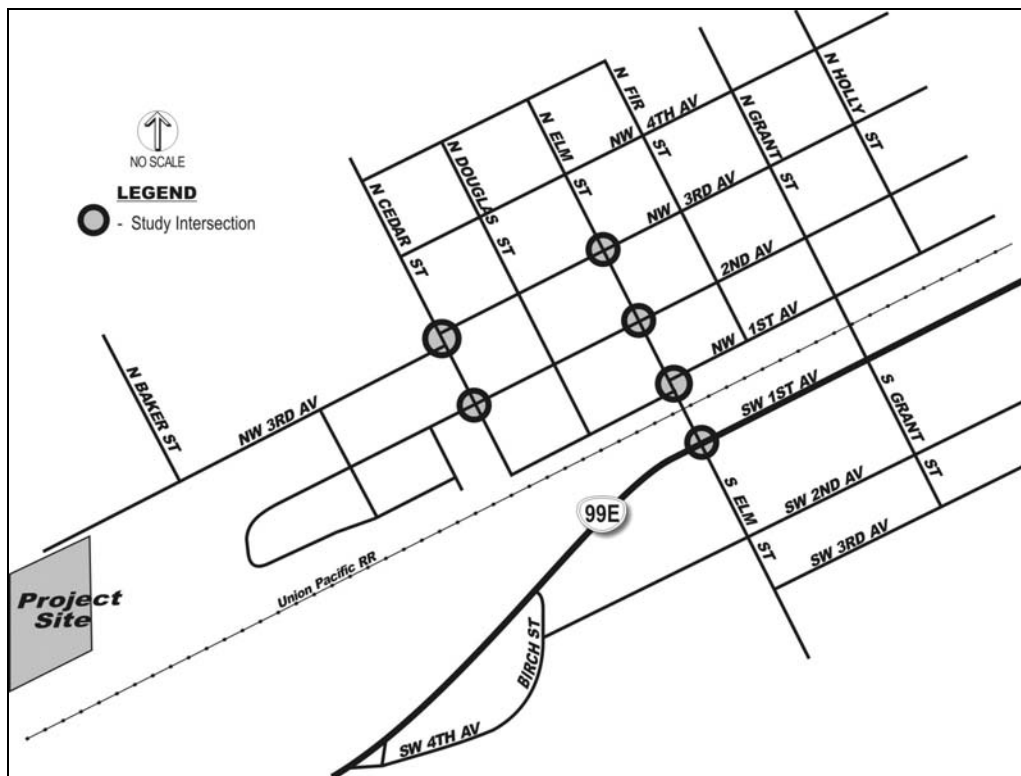 NO SCALE
LEGEND
- Study Intersection
N CEDAR ST
N DOUGLAS ST
N ELM ST
N FIR ST
NW 4TH AV
N GRANT ST
N HOLLY ST
NW 3RD AV
2ND AV
NW 1ST AV
N BAKER ST
NW 3RD AV
SW 1ST AV
S GRANT ST
SW 2ND AV
S ELM ST
SW 3RD AV
99E
Union Pacific RR
Project
Site
BIRCH ST
SW 4TH AV